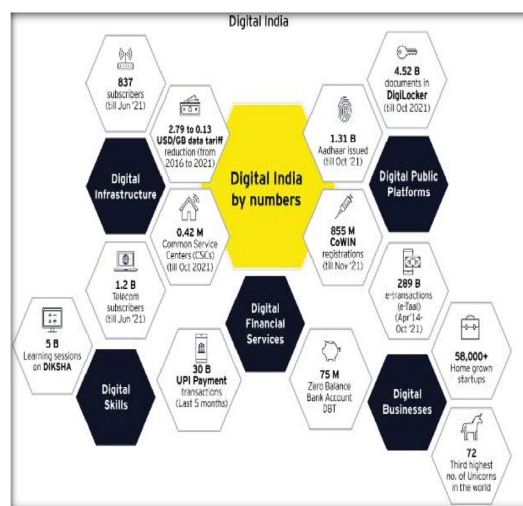 Digital India
837
subscribers
(till Jun '21)
2.79 to 0.13
USD/GB data tariff
reduction (from
2016 to 2021)
Digital
Infrastructure
0.42 M
Common Service
Centers (CSCs)
(till Oct 2021)
1.2 B
Telecom
subscribers
(till Jun '21)
Digital India
by numbers
4.52 B
documents in
DigiLocker
(till Oct 2021)
1.31 B
Aadhaar issued
(till Oct '21)
Digital Public
Platforms
855 M
CoWIN
registrations
(till Nov '21)
289 B
e-transactions
(e-Taal)
(Apr'14-
Oct '21)
5 B
Learning sessions
on DIKSHA
Digital
Skills
Digital
Financial
Services
30 B
UPI Payment
transactions
(Last 5 months)
75 M
Zero Balance
Bank Account
DBT
Digital
Businesses
58,000+
Home grown
startups
72
Third highest
no. of Unicorns
in the world